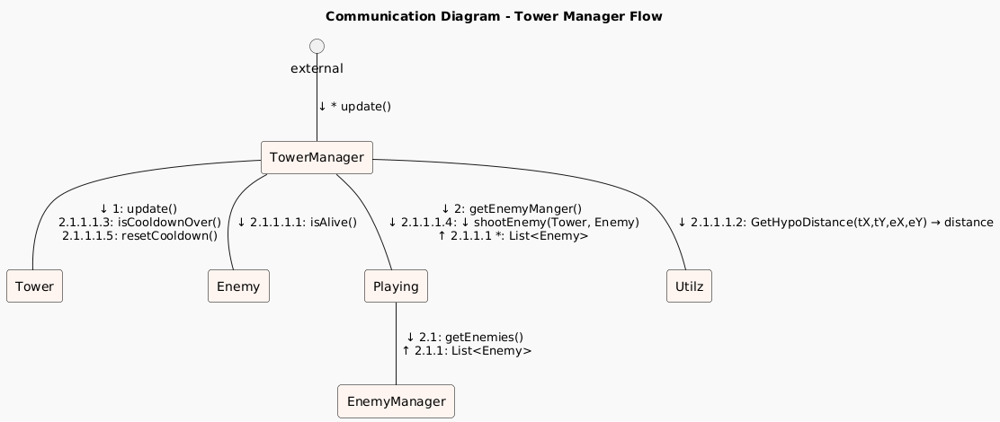 Communication Diagram - Tower Manager Flow
external
↓ * update()
TowerManager
↓ 1: update()
2.1.1.1.3: isCooldownOver()
2.1.1.1.5: resetCooldown()
↓ 2.1.1.1.1: isAlive()
↓ 2: getEnemyManger()
↓ 2.1.1.1.4: ↓ shootEnemy(Tower, Enemy)
↑ 2.1.1.1 *: List<Enemy>
↓ 2.1.1.1.2: GetHypoDistance(tX,tY,eX,eY) → distance
Tower
Enemy
Playing
Utilz
↓ 2.1: getEnemies()
↑ 2.1.1: List<Enemy>
EnemyManager